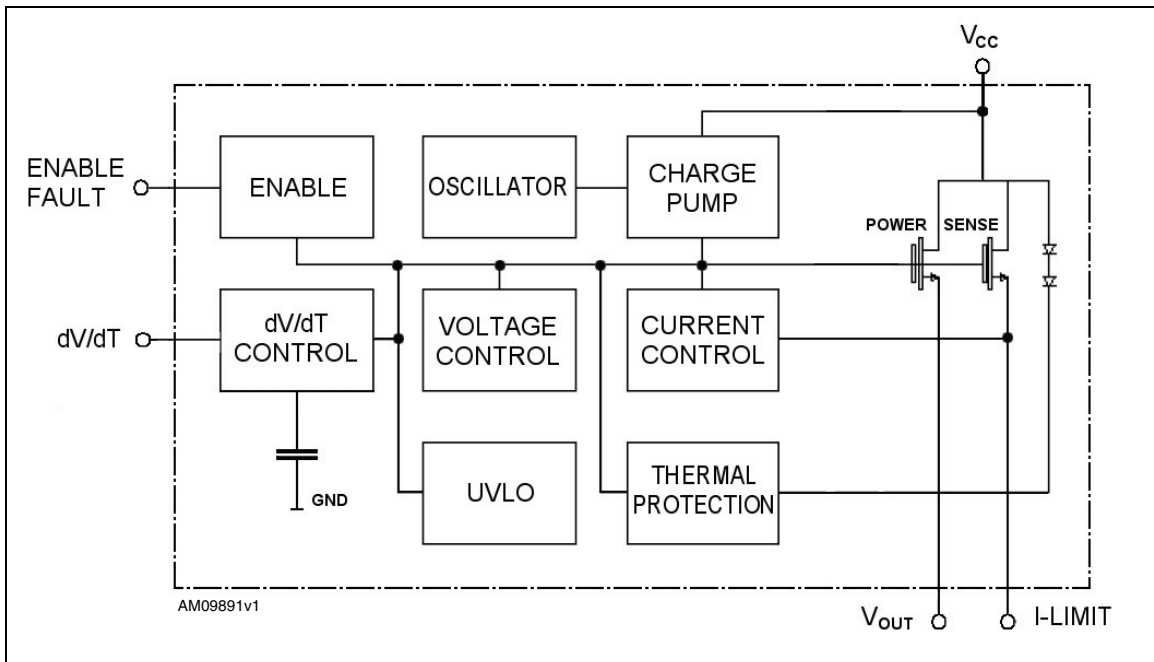 VCC
ENABLE
FAULT
ENABLE
OSCILLATOR
CHARGE
PUMP
POWER
SENSE
dV/dT
dV/dT
CONTROL
VOLTAGE
CONTROL
CURRENT
CONTROL
GND
UVLO
THERMAL
PROTECTION
AM09891v1
VOUT
I-LIMIT